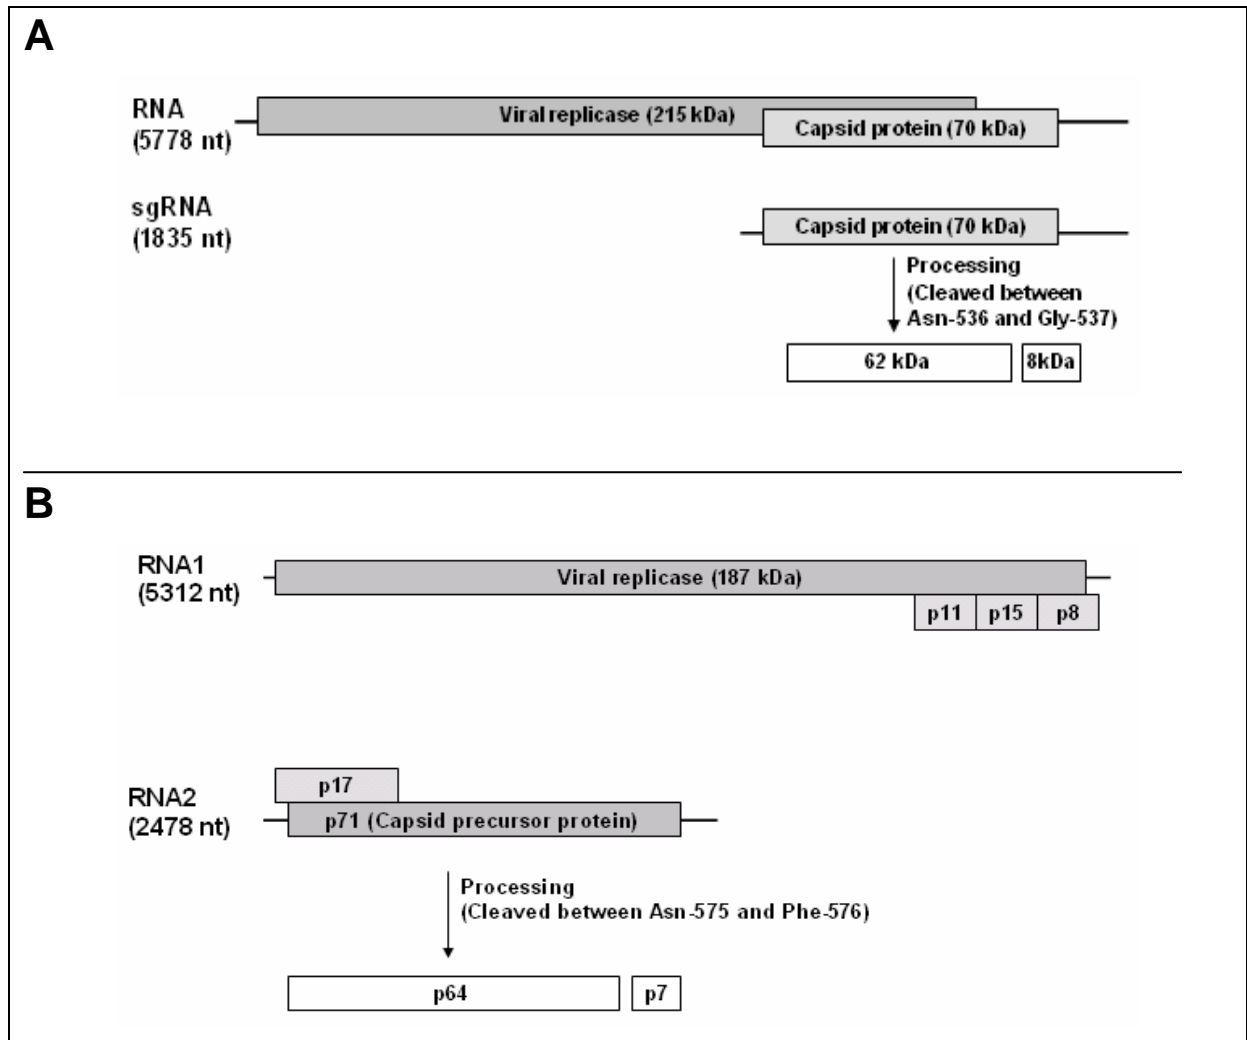 A
RNA
(5778 nt)
Viral replicase (215 kDa)
Capsid protein (70 kDa)
sgRNA
(1835 nt)
Capsid protein (70 kDa)
Processing
(Cleaved between
Asn-536 and Gly-537)
62 kDa
8kDa
B
RNA1
(5312 nt)
Viral replicase (187 kDa)
p11
p15
p8
p17
RNA2
(2478 nt)
p71 (Capsid precursor protein)
Processing
(Cleaved between Asn-575 and Phe-576)
p64
p7